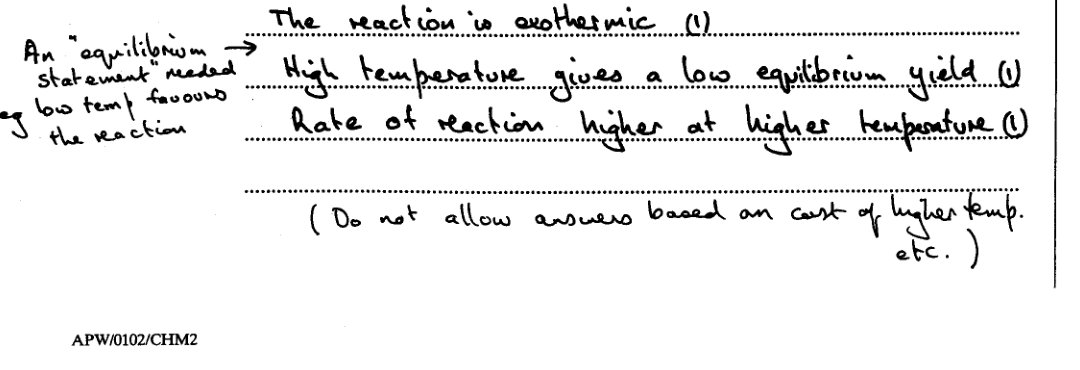 The reaction is exothermic (1)
An "equilibrium
statement" needed
eg low temp favours
the reaction
High temperature gives a low equilibrium yield (1)
Rate of reaction higher at higher temperature (1)
(Do not allow answers based on cost of higher temp.
etc.)
APW/0102/CHM2